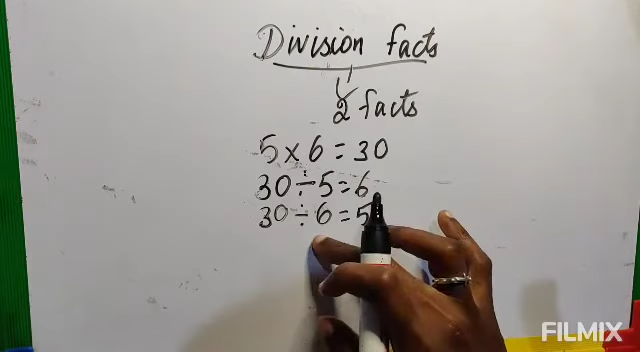 Division facts
2 facts
5 × 6 = 30
30 ÷ 5 = 6
30 ÷ 6 = 5
FILMIX